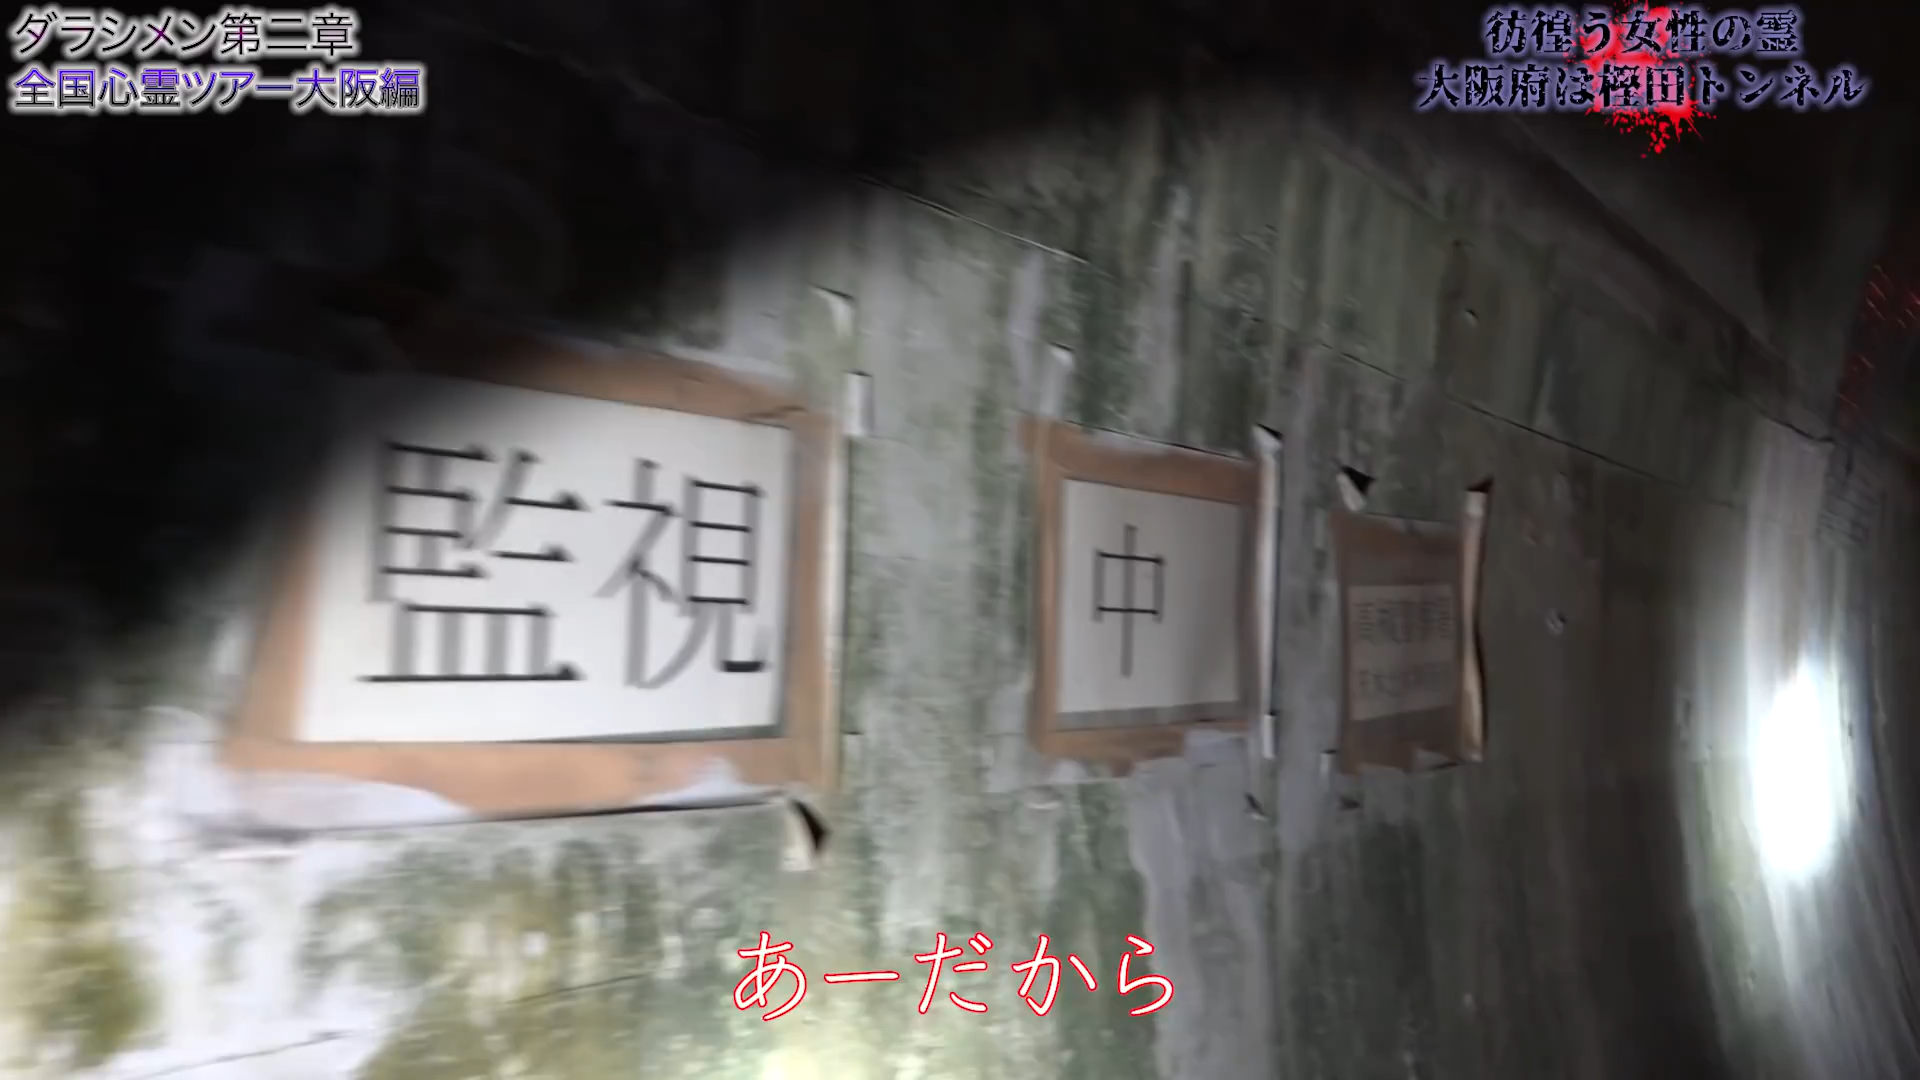 ダラシメン第二章
全国心霊ツアー大阪編
彷徨う女性の霊
大阪府は樫田トンネル
監視
中
あーだから